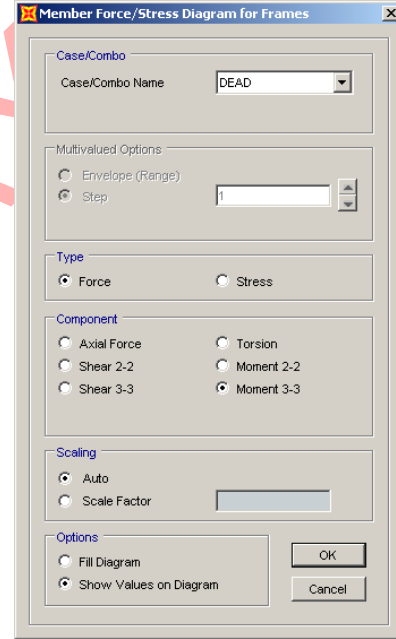 Member Force/Stress Diagram for Frames
Case/Combo
Case/Combo Name DEAD
Multivalued Options
Envelope (Range)
Step 1
Type
Force Stress
Component
Axial Force Torsion
Shear 2-2 Moment 2-2
Shear 3-3 Moment 3-3
Scaling
Auto
Scale Factor
Options
Fill Diagram
Show Values on Diagram
OK
Cancel